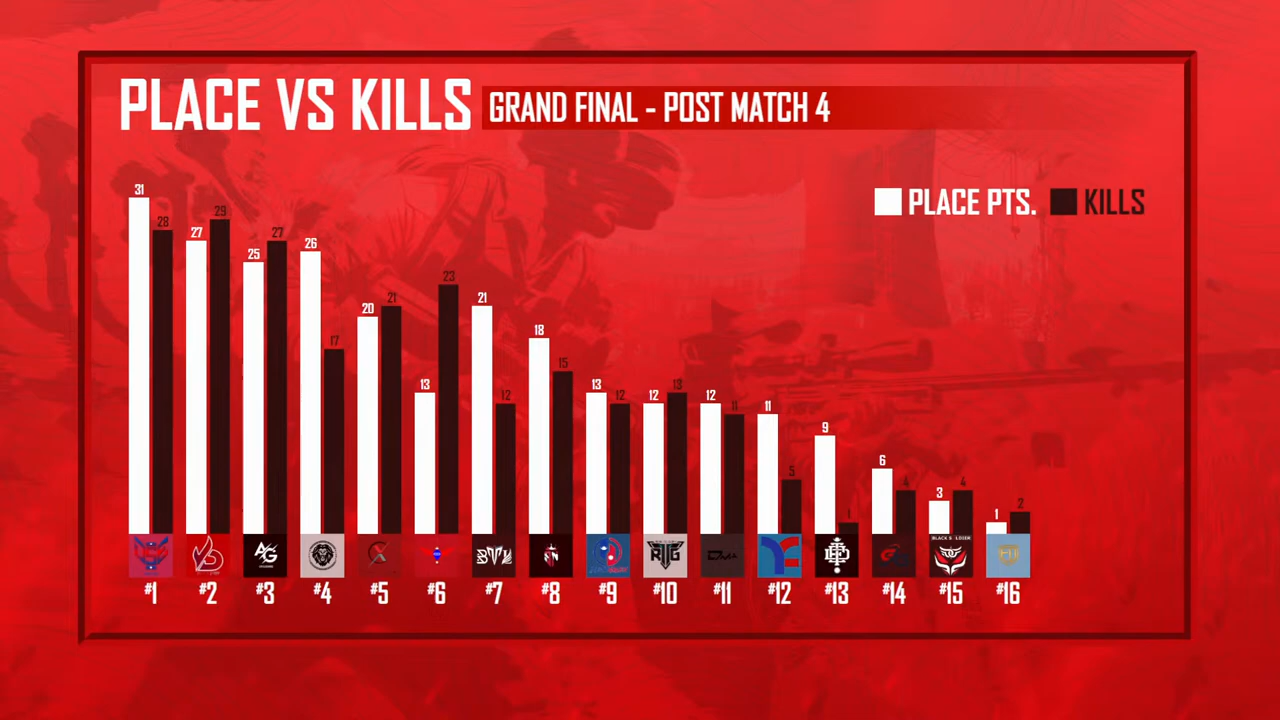 PLACE VS KILLS
GRAND FINAL - POST MATCH 4
PLACE PTS.
KILLS
31 28
27 29
25 27
26 17
20 21
13 23
21 12
18 15
13 12
12 13
12 11
11 5
9 1
6 4
3 4
1 2
AG
RTG
#1 #2 #3 #4 #5 #6 #7 #8 #9 #10 #11 #12 #13 #14 #15 #16